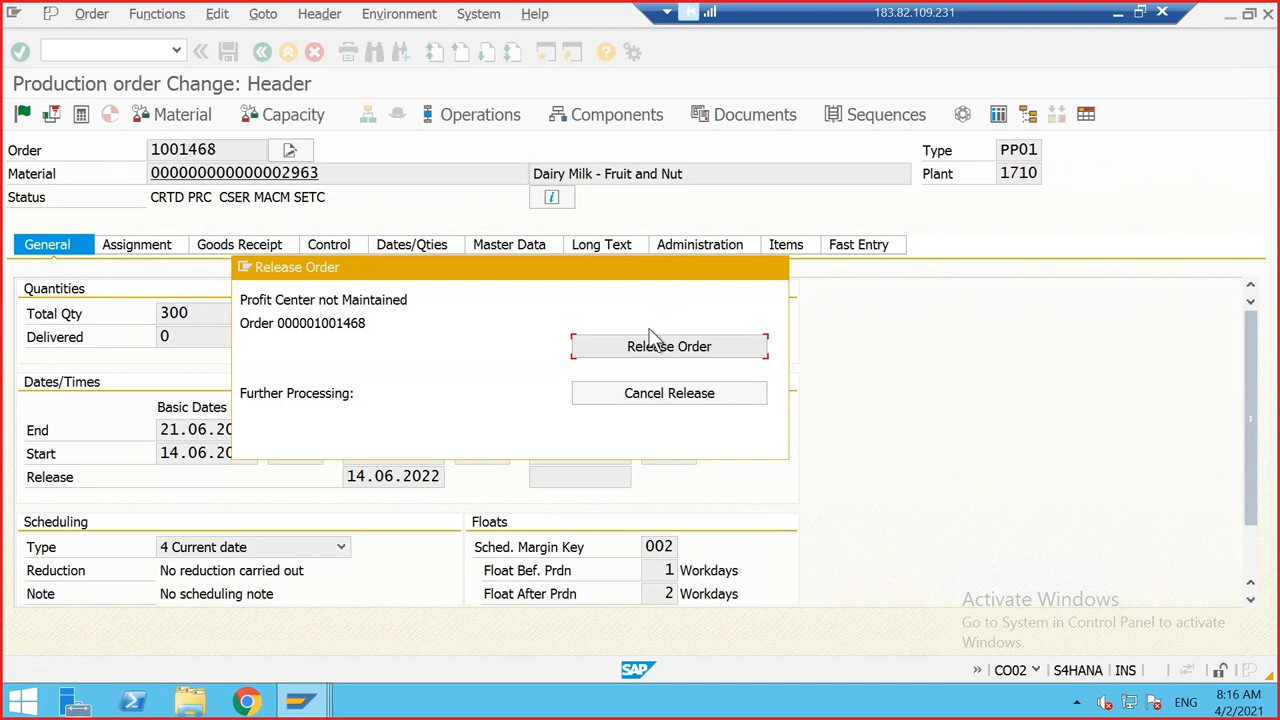 Order Functions Edit Goto Header Environment System Help
183.82.109.231
Production order Change: Header
Material Capacity Operations Components Documents Sequences
Order 1001468 Type PP01
Material 000000000000002963 Dairy Milk - Fruit and Nut Plant 1710
Status CRTD PRC CSER MACM SETC
General Assignment Goods Receipt Control Dates/Qties Master Data Long Text Administration Items Fast Entry
Release Order
Quantities
Profit Center not Maintained
Total Qty 300
Order 000001001468
Delivered 0
Release Order
Dates/Times
Further Processing:
Cancel Release
Basic Dates
End 21.06.20
Start 14.06.20
Release 14.06.2022
Scheduling
Type 4 Current date
Reduction No reduction carried out
Note No scheduling note
Floats
Sched. Margin Key 002
Float Bef. Prdn 1 Workdays
Float After Prdn 2 Workdays
Activate Windows
Go to System in Control Panel to activate
Windows.
SAP
CO02 S4HANA INS
ENG
8:16 AM
4/2/2021